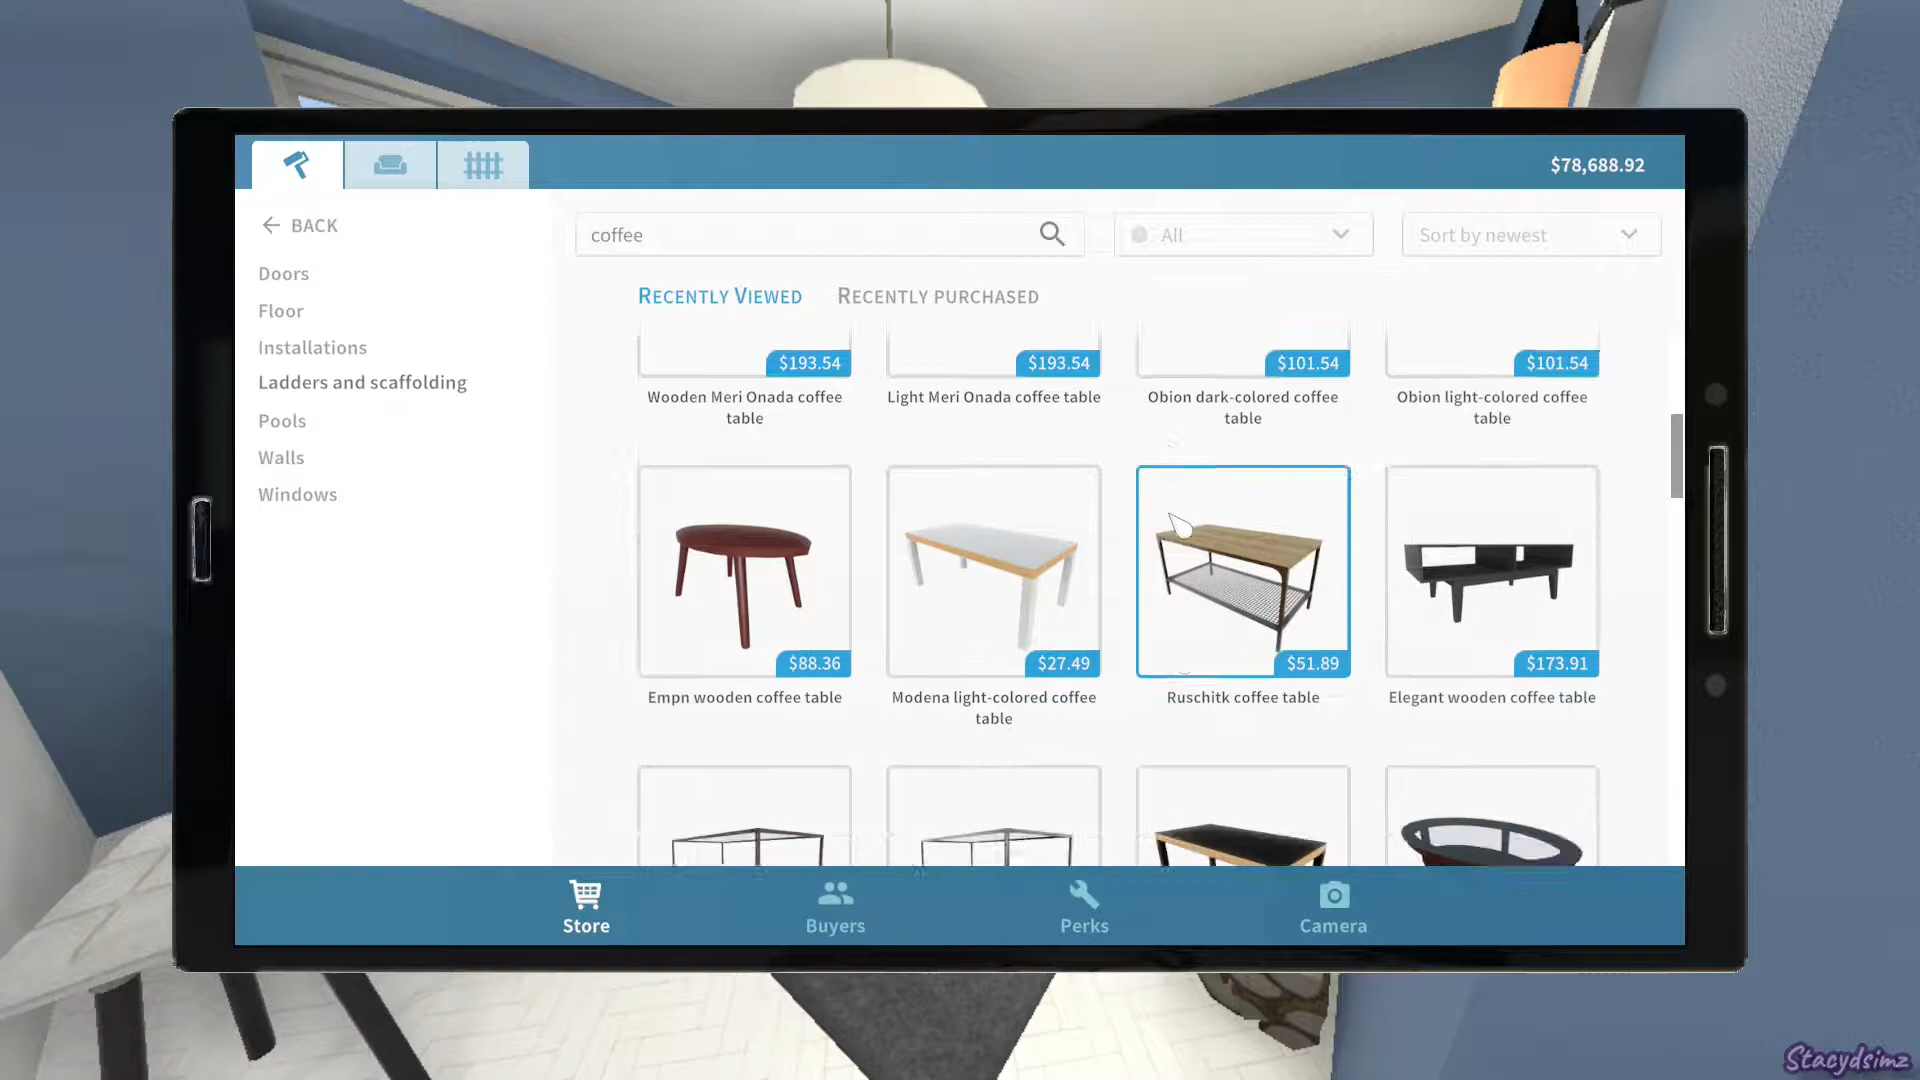 $78,688.92
BACK
coffee
All
Sort by newest
Doors
Floor
Installations
Ladders and scaffolding
Pools
Walls
Windows
RECENTLY VIEWED
RECENTLY PURCHASED
$193.54
$193.54
$101.54
$101.54
Wooden Meri Onada coffee
table
Light Meri Onada coffee table
Obion dark-colored coffee
table
Obion light-colored coffee
table
$88.36
$27.49
$51.89
$173.91
Empn wooden coffee table
Modena light-colored coffee
table
Ruschitk coffee table
Elegant wooden coffee table
Store
Buyers
Perks
Camera
Stacydsimz